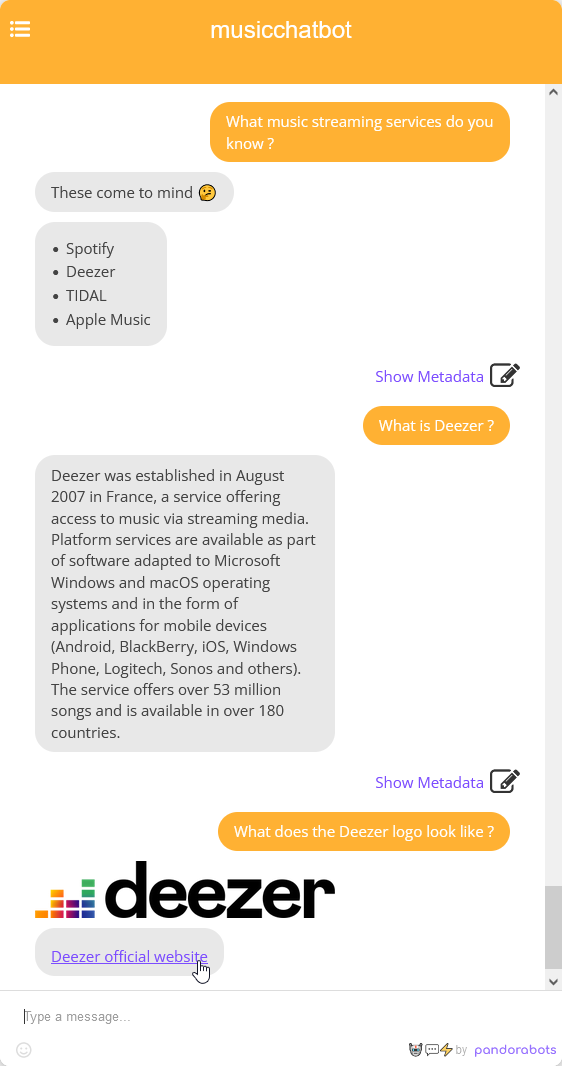 musicchatbot
What music streaming services do you
know ?
These come to mind 🤔
• Spotify
• Deezer
• TIDAL
• Apple Music
Show Metadata
What is Deezer ?
Deezer was established in August
2007 in France, a service offering
access to music via streaming media.
Platform services are available as part
of software adapted to Microsoft
Windows and macOS operating
systems and in the form of
applications for mobile devices
(Android, BlackBerry, iOS, Windows
Phone, Logitech, Sonos and others).
The service offers over 53 million
songs and is available in over 180
countries.
Show Metadata
What does the Deezer logo look like ?
deezer
Deezer official website
Type a message...
by pandorabots